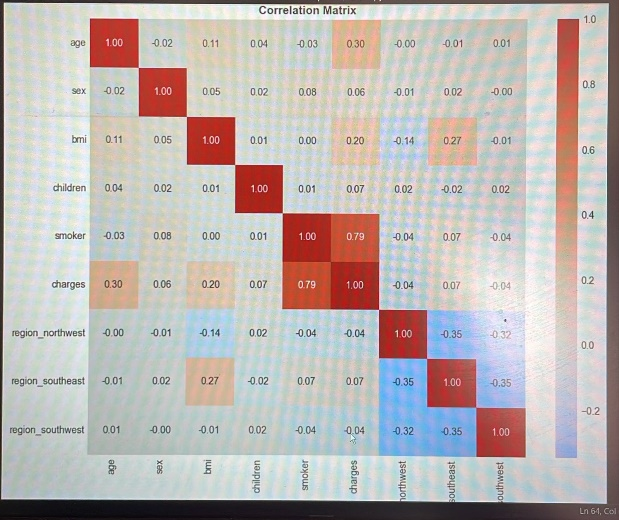 Correlation Matrix
age 1.00 -0.02 0.11 0.04 -0.03 0.30 -0.00 -0.01 0.01
sex -0.02 1.00 0.05 0.02 0.08 0.06 -0.01 0.02 -0.00
bmi 0.11 0.05 1.00 0.01 0.00 0.20 -0.14 0.27 -0.01
children 0.04 0.02 0.01 1.00 0.01 0.07 0.02 -0.02 0.02
smoker -0.03 0.08 0.00 0.01 1.00 0.79 -0.04 0.07 -0.04
charges 0.30 0.06 0.20 0.07 0.79 1.00 -0.04 0.07 -0.04
region_northwest -0.00 -0.01 -0.14 0.02 -0.04 -0.04 1.00 -0.35 -0.32
region_southeast -0.01 0.02 0.27 -0.02 0.07 0.07 -0.35 1.00 -0.35
region_southwest 0.01 -0.00 -0.01 0.02 -0.04 -0.04 -0.32 -0.35 1.00
age sex bmi children smoker charges northwest southeast southwest
1.0
0.8
0.6
0.4
0.2
0.0
-0.2
Ln 64, Col